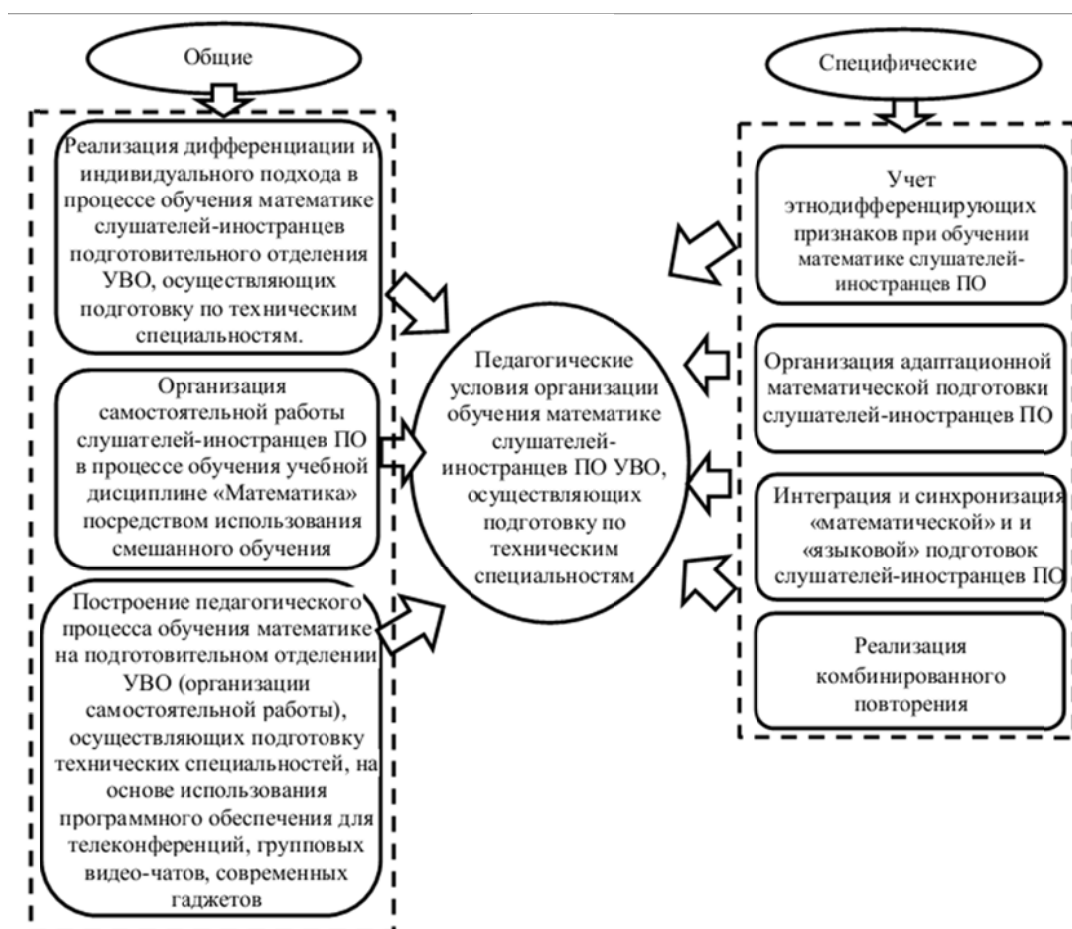 Общие
Реализация дифференциации и
индивидуального подхода в
процессе обучения математике
слушателей-иностранцев
подготовительного отделения
УВО, осуществляющих
подготовку по техническим
специальностям.
Организация
самостоятельной работы
слушателей-иностранцев ПО
в процессе обучения учебной
дисциплине «Математика»
посредством использования
смешанного обучения
Построение педагогического
процесса обучения математике
на подготовительном отделении
УВО (организации
самостоятельной работы),
осуществляющих подготовку
технических специальностей, на
основе использования
программного обеспечения для
телеконференций, групповых
видео-чатов, современных
гаджетов
Педагогические
условия организации
обучения математике
слушателей-
иностранцев ПО УВО,
осуществляющих
подготовку по
техническим
специальностям
Специфические
Учет
этнодифференцирующих
признаков при обучении
математике слушателей-
иностранцев ПО
Организация адаптационной
математической подготовки
слушателей-иностранцев ПО
Интеграция и синхронизация
«математической» и и
«языковой» подготовок
слушателей-иностранцев ПО
Реализация
комбинированного
повторения